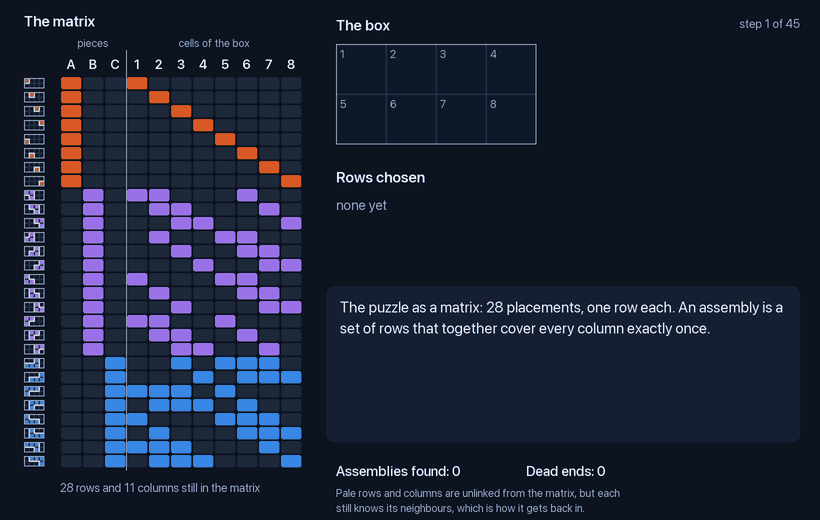 The matrix
pieces
cells of the box
A B C 1 2 3 4 5 6 7 8
28 rows and 11 columns still in the matrix
The box
step 1 of 45
1 2 3 4
5 6 7 8
Rows chosen
none yet
The puzzle as a matrix: 28 placements, one row each. An assembly is a
set of rows that together cover every column exactly once.
Assemblies found: 0
Dead ends: 0
Pale rows and columns are unlinked from the matrix, but each
still knows its neighbours, which is how it gets back in.